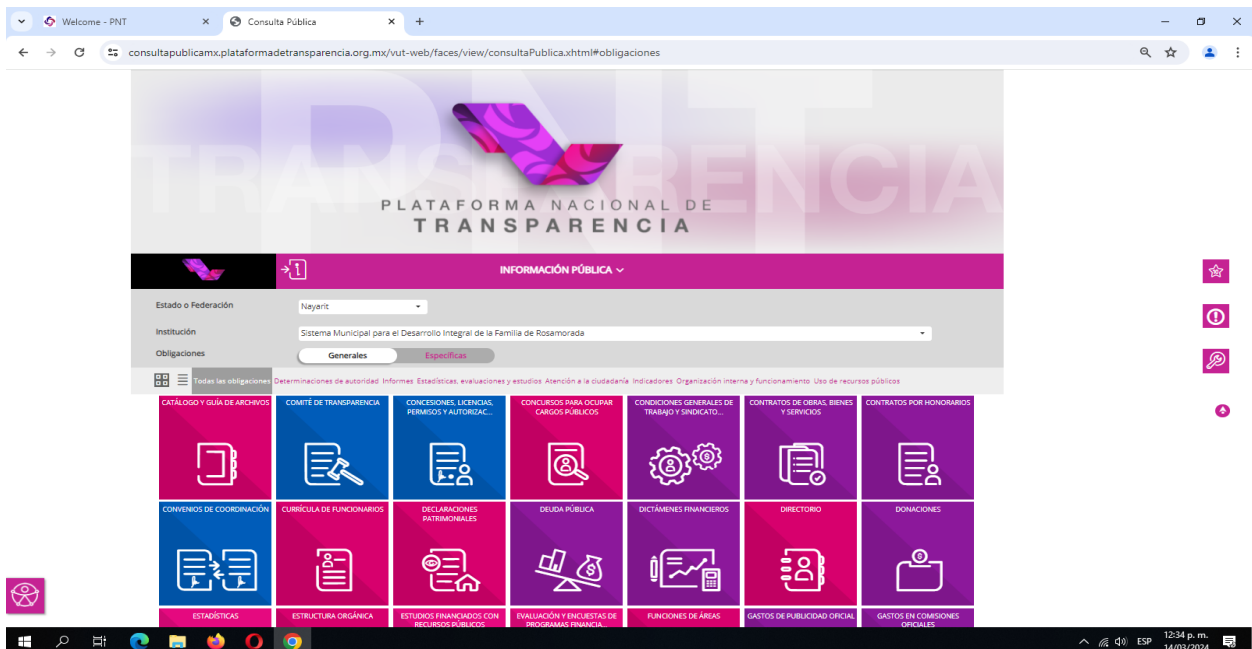 Welcome - PNT
Consulta Pública
consultapublicamx.plataformadetransparencia.org.mx/vut-web/faces/view/consultaPublica.xhtml#obligaciones
PNT
TRANSPARENCIA
PLATAFORMA NACIONAL DE
TRANSPARENCIA
INFORMACIÓN PÚBLICA
Estado o Federación
Nayarit
Institución
Sistema Municipal para el Desarrollo Integral de la Familia de Rosamorada
Obligaciones
Generales
Específicas
Todas las obligaciones Determinaciones de autoridad Informes Estadísticas, evaluaciones y estudios Atención a la ciudadanía Indicadores Organización interna y funcionamiento Uso de recursos públicos
CATÁLOGO Y GUÍA DE ARCHIVOS
COMITÉ DE TRANSPARENCIA
CONCESIONES, LICENCIAS,
PERMISOS Y AUTORIZAC...
CONCURSOS PARA OCUPAR
CARGOS PÚBLICOS
CONDICIONES GENERALES DE
TRABAJO Y SINDICATO...
CONTRATOS DE OBRAS, BIENES
Y SERVICIOS
CONTRATOS POR HONORARIOS
CONVENIOS DE COORDINACIÓN
CURRÍCULA DE FUNCIONARIOS
DECLARACIONES
PATRIMONIALES
DEUDA PÚBLICA
DICTÁMENES FINANCIEROS
DIRECTORIO
DONACIONES
ESTADÍSTICAS
ESTRUCTURA ORGÁNICA
ESTUDIOS FINANCIADOS CON
RECURSOS PÚBLICOS
EVALUACIÓN Y ENCUESTAS DE
PROGRAMAS FINANCIA...
FUNCIONES DE ÁREAS
GASTOS DE PUBLICIDAD OFICIAL
GASTOS EN COMISIONES
OFICIALES
ESP
12:34 p. m.
14/03/2024